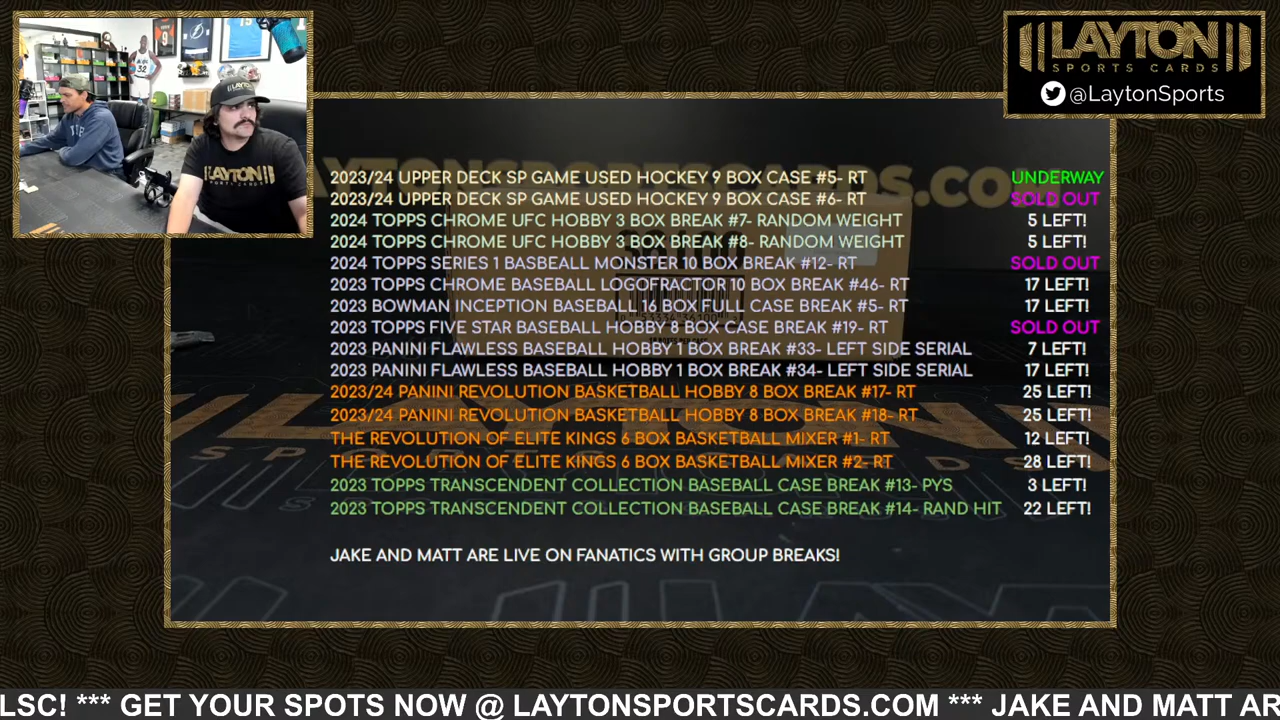 LAYTON
SPORTS CARDS
@LaytonSports
LAYTONSPORTSCARDS.com
2023/24 UPPER DECK SP GAME USED HOCKEY 9 BOX CASE #5- RT UNDERWAY
2023/24 UPPER DECK SP GAME USED HOCKEY 9 BOX CASE #6- RT SOLD OUT
2024 TOPPS CHROME UFC HOBBY 3 BOX BREAK #7- RANDOM WEIGHT 5 LEFT!
2024 TOPPS CHROME UFC HOBBY 3 BOX BREAK #8- RANDOM WEIGHT 5 LEFT!
2024 TOPPS SERIES 1 BASBEALL MONSTER 10 BOX BREAK #12- RT SOLD OUT
2023 TOPPS CHROME BASEBALL LOGOFRACTOR 10 BOX BREAK #46- RT 17 LEFT!
2023 BOWMAN INCEPTION BASEBALL 16 BOX FULL CASE BREAK #5- RT 17 LEFT!
2023 TOPPS FIVE STAR BASEBALL HOBBY 8 BOX CASE BREAK #19- RT SOLD OUT
2023 PANINI FLAWLESS BASEBALL HOBBY 1 BOX BREAK #33- LEFT SIDE SERIAL 7 LEFT!
2023 PANINI FLAWLESS BASEBALL HOBBY 1 BOX BREAK #34- LEFT SIDE SERIAL 17 LEFT!
2023/24 PANINI REVOLUTION BASKETBALL HOBBY 8 BOX BREAK #17- RT 25 LEFT!
2023/24 PANINI REVOLUTION BASKETBALL HOBBY 8 BOX BREAK #18- RT 25 LEFT!
THE REVOLUTION OF ELITE KINGS 6 BOX BASKETBALL MIXER #1- RT 12 LEFT!
THE REVOLUTION OF ELITE KINGS 6 BOX BASKETBALL MIXER #2- RT 28 LEFT!
2023 TOPPS TRANSCENDENT COLLECTION BASEBALL CASE BREAK #13- PYS 3 LEFT!
2023 TOPPS TRANSCENDENT COLLECTION BASEBALL CASE BREAK #14- RAND HIT 22 LEFT!
JAKE AND MATT ARE LIVE ON FANATICS WITH GROUP BREAKS!
LSC! *** GET YOUR SPOTS NOW @ LAYTONSPORTSCARDS.COM *** JAKE AND MATT AR